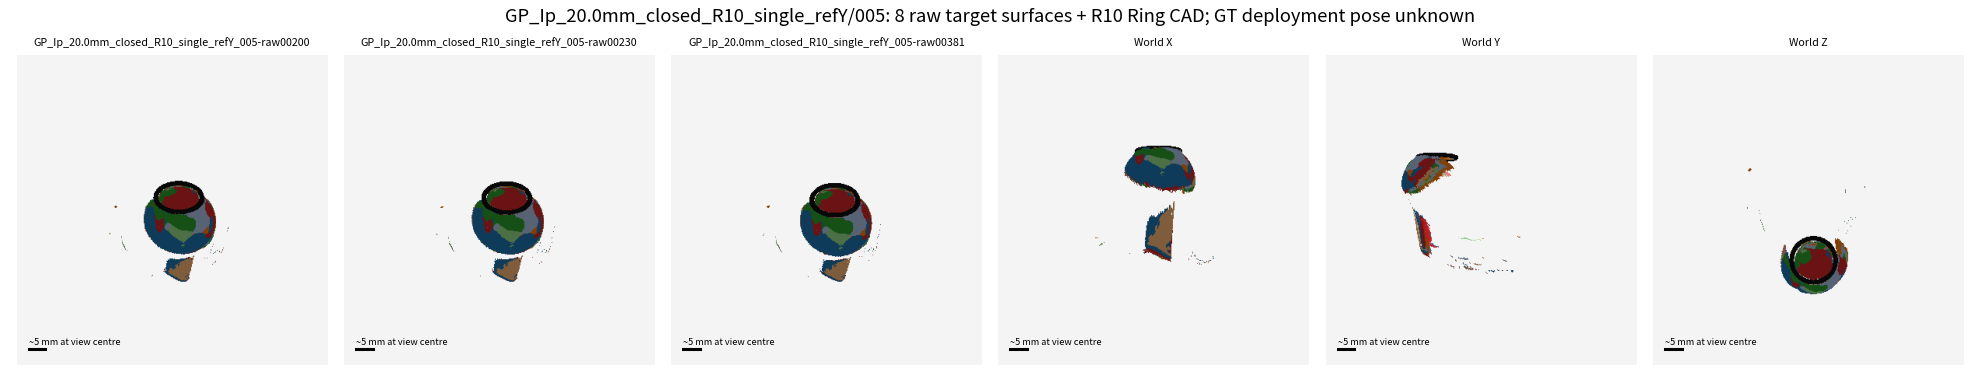 GP_Ip_20.0mm_closed_R10_single_refY/005: 8 raw target surfaces + R10 Ring CAD; GT deployment pose unknown
GP_Ip_20.0mm_closed_R10_single_refY_005-raw00200
GP_Ip_20.0mm_closed_R10_single_refY_005-raw00230
GP_Ip_20.0mm_closed_R10_single_refY_005-raw00381
World X
World Y
World Z
~5 mm at view centre
~5 mm at view centre
~5 mm at view centre
~5 mm at view centre
~5 mm at view centre
~5 mm at view centre